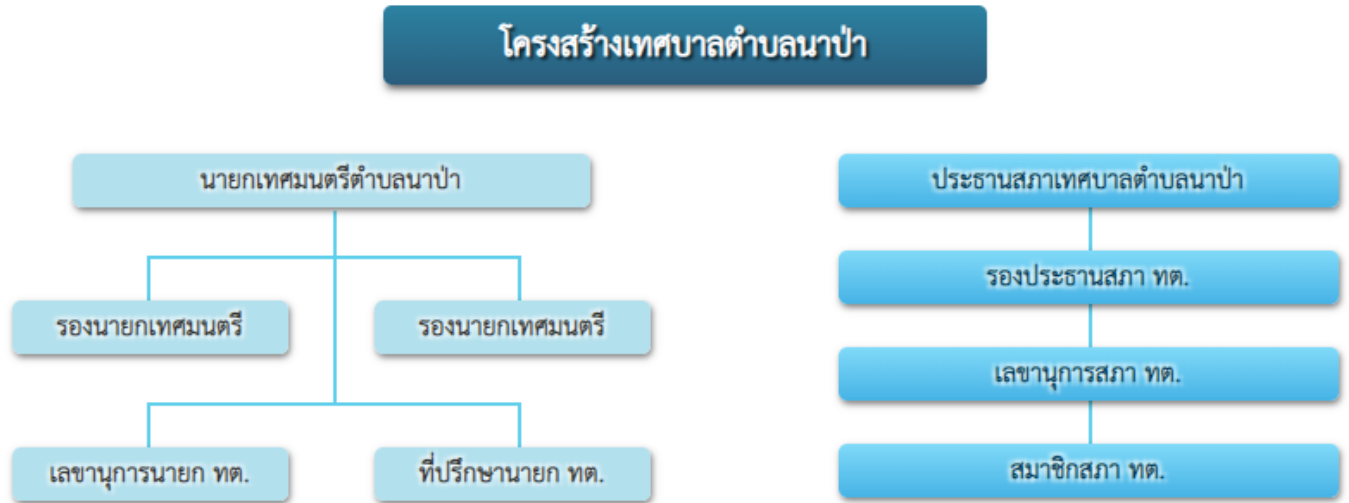 โครงสร้างเทศบาลตำบลนาป่า
นายกเทศมนตรีตำบลนาป่า
รองนายกเทศมนตรี
รองนายกเทศมนตรี
เลขานุการนายก ทต.
ที่ปรึกษานายก ทต.
ประธานสภาเทศบาลตำบลนาป่า
รองประธานสภา ทต.
เลขานุการสภา ทต.
สมาชิกสภา ทต.